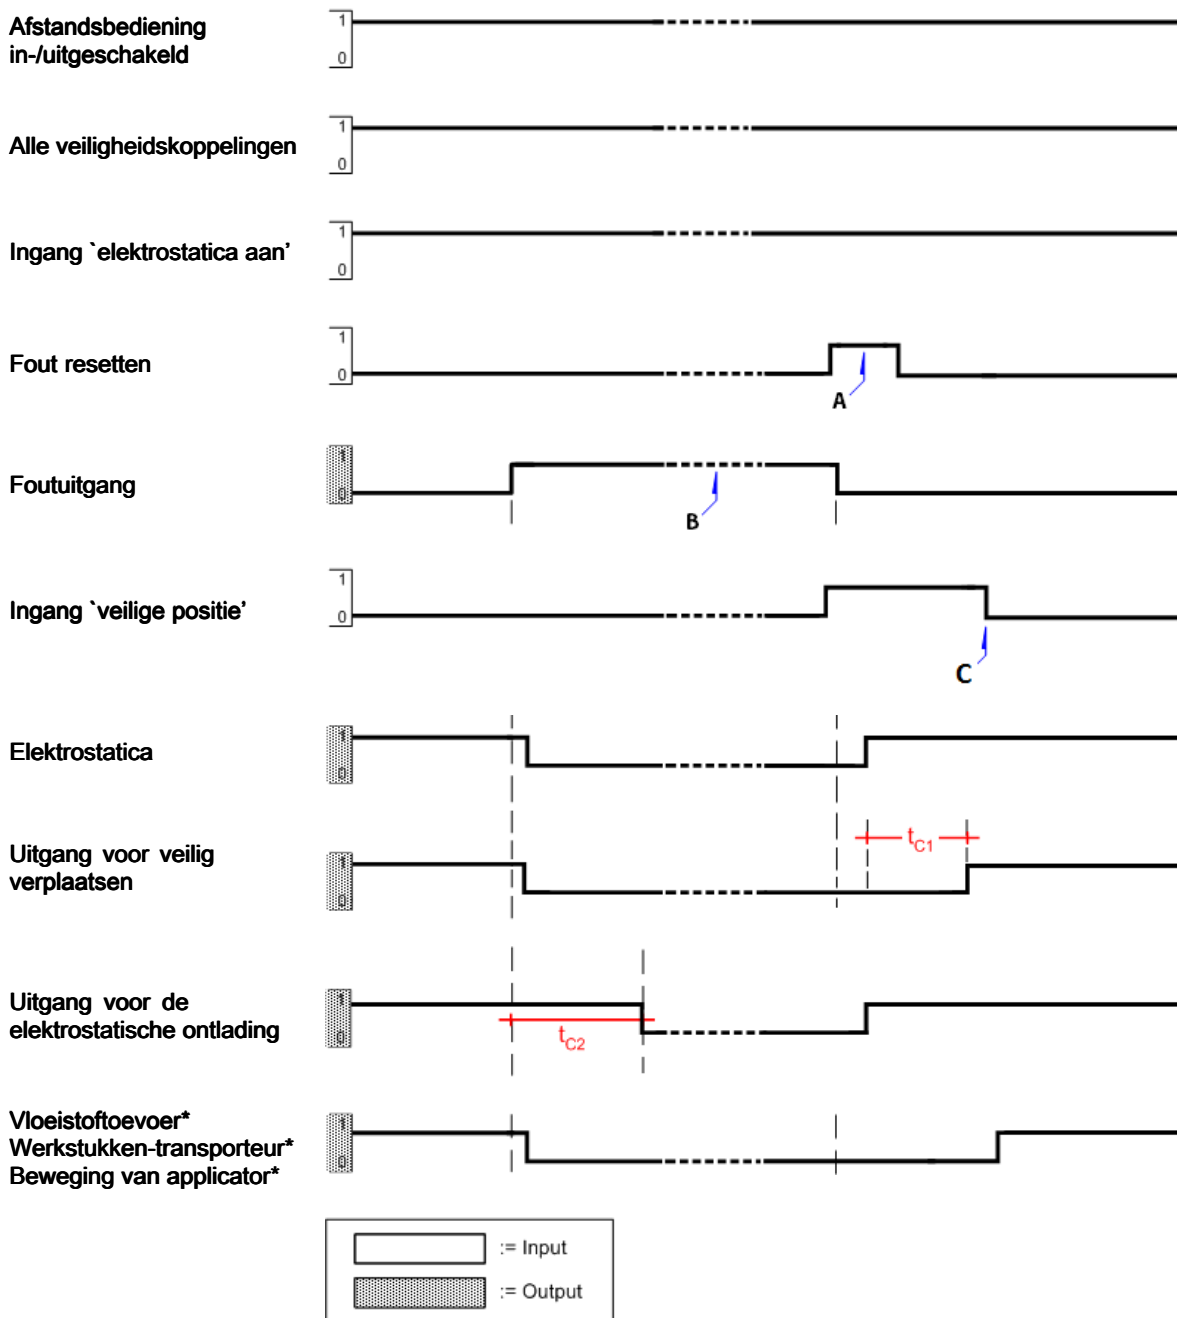 Afstandsbediening
in-/uitgeschakeld
1
0
Alle veiligheidskoppelingen
1
0
Ingang `elektrostatica aan'
1
0
Fout resetten
1
0
A
Foutuitgang
1
0
B
Ingang `veilige positie'
1
0
C
Elektrostatica
1
0
Uitgang voor veilig
verplaatsen
1
0
tC1
Uitgang voor de
elektrostatische ontlading
1
0
tC2
Vloeistoftoevoer*
Werkstukken-transporteur*
Beweging van applicator*
1
0
:= Input
:= Output